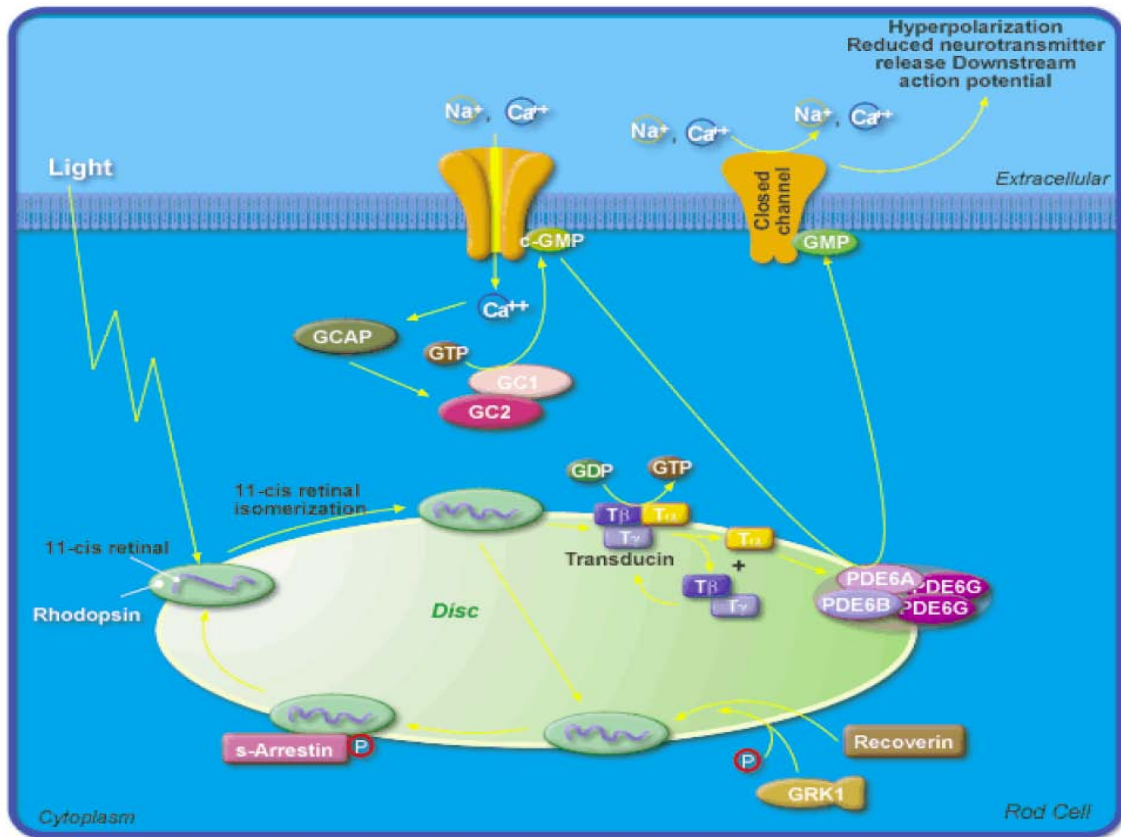 Hyperpolarization
Reduced neurotransmitter
release Downstream
action potential
Na+, Ca++
Na+, Ca++
Na+, Ca++
Light
Extracellular
Closed
channel
c-GMP
GMP
Ca++
GCAP
GTP
GC1
GC2
GDP
GTP
11-cis retinal
isomerization
Tβ
Tα
Tγ
Tα
Transducin
+
11-cis retinal
Tβ
Tγ
PDE6A
PDE6G
PDE6B
PDE6G
Rhodopsin
Disc
s-Arrestin
P
Recoverin
P
GRK1
Cytoplasm
Rod Cell